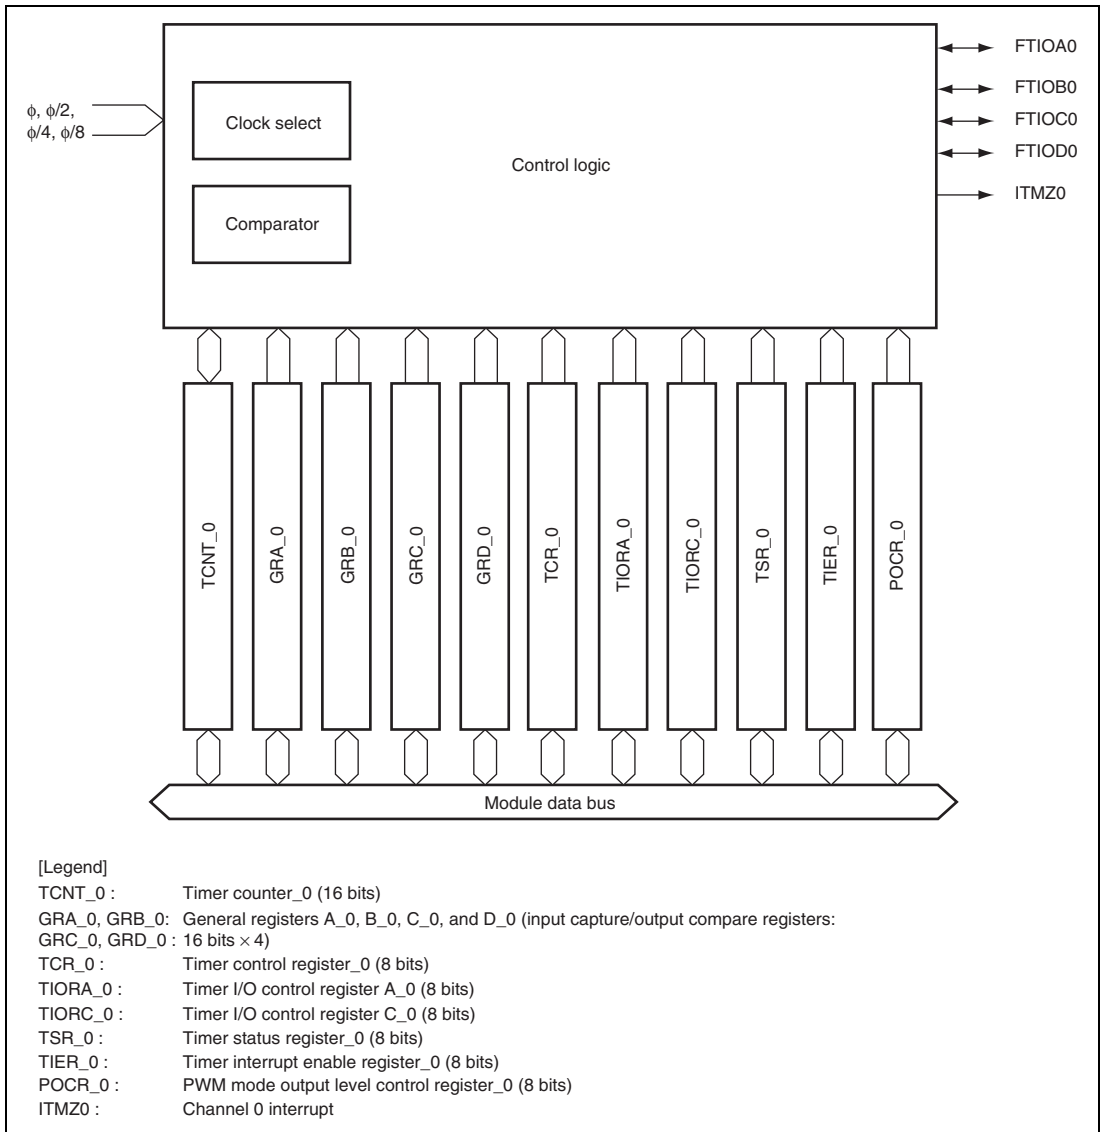 φ, φ/2,
φ/4, φ/8
Clock select
Comparator
Control logic
FTIOA0
FTIOB0
FTIOC0
FTIOD0
ITMZ0
TCNT_0
GRA_0
GRB_0
GRC_0
GRD_0
TCR_0
TIORA_0
TIORC_0
TSR_0
TIER_0
POCR_0
Module data bus
[Legend]
TCNT_0 : Timer counter_0 (16 bits)
GRA_0, GRB_0: General registers A_0, B_0, C_0, and D_0 (input capture/output compare registers:
GRC_0, GRD_0 : 16 bits × 4)
TCR_0 : Timer control register_0 (8 bits)
TIORA_0 : Timer I/O control register A_0 (8 bits)
TIORC_0 : Timer I/O control register C_0 (8 bits)
TSR_0 : Timer status register_0 (8 bits)
TIER_0 : Timer interrupt enable register_0 (8 bits)
POCR_0 : PWM mode output level control register_0 (8 bits)
ITMZ0 : Channel 0 interrupt